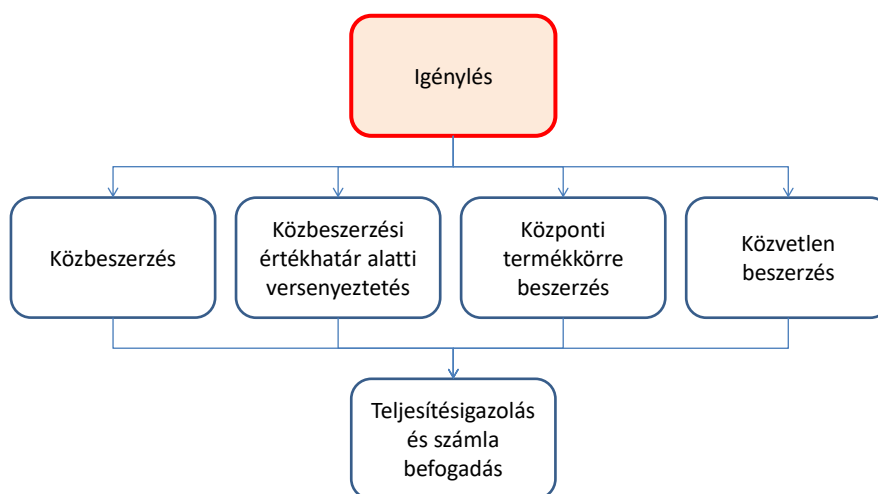 Igénylés
Közbeszerzés
Közbeszerzési
értékhatár alatti
versenyeztetés
Központi
termékkörre
beszerzés
Közvetlen
beszerzés
Teljesítésigazolás
és számla
befogadás